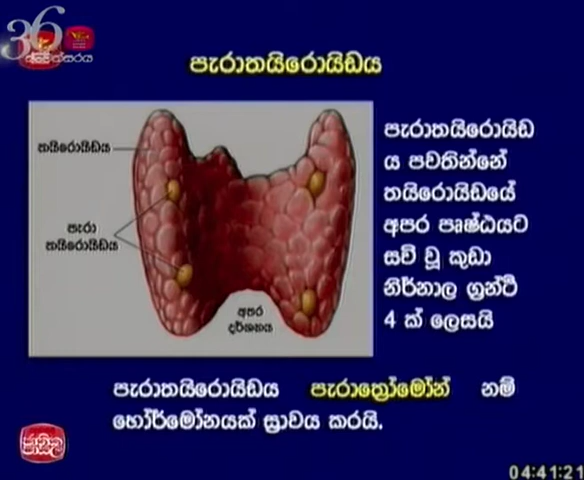 36
පැරාතයිරොයිඩය
තයිරොයිඩය
පැරා
තයිරොයිඩය
අපර
දර්ශනය
පැරාතයිරොයිඩ
ය පවතින්නේ
තයිරොයිඩයේ
අපර පෘෂ්ඨයට
සවි වූ කුඩා
නිර්නාල ග්‍රන්ථි
4 ක් ලෙසයි
පැරාතයිරොයිඩය පැරාත්‍රෝමෝන් නම්
හෝර්මෝනයක් ස්‍රාවය කරයි.
04:41:21